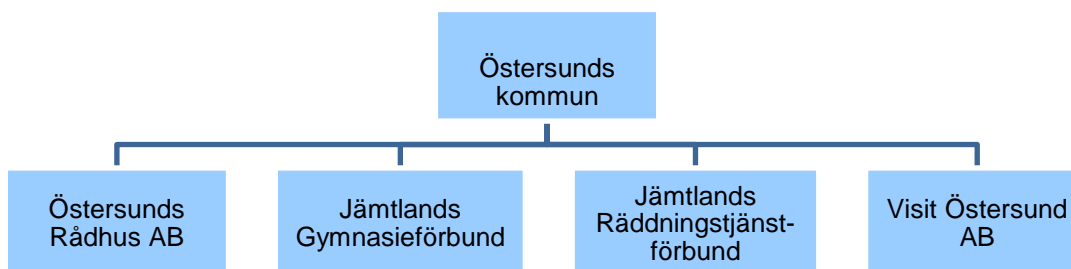 Östersunds
kommun
Östersunds
Rådhus AB
Jämtlands
Gymnasieförbund
Jämtlands
Räddningstjänst-
förbund
Visit Östersund
AB